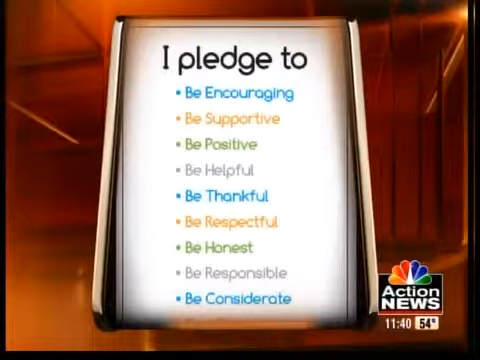 I pledge to
• Be Encouraging
• Be Supportive
• Be Positive
• Be Helpful
• Be Thankful
• Be Respectful
• Be Honest
• Be Responsible
• Be Considerate
Action
NEWS
11:40 54°